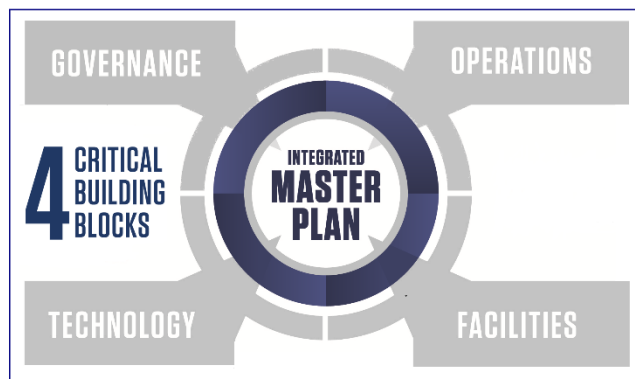 GOVERNANCE
OPERATIONS
4
CRITICAL
BUILDING
BLOCKS
INTEGRATED
MASTER
PLAN
TECHNOLOGY
FACILITIES